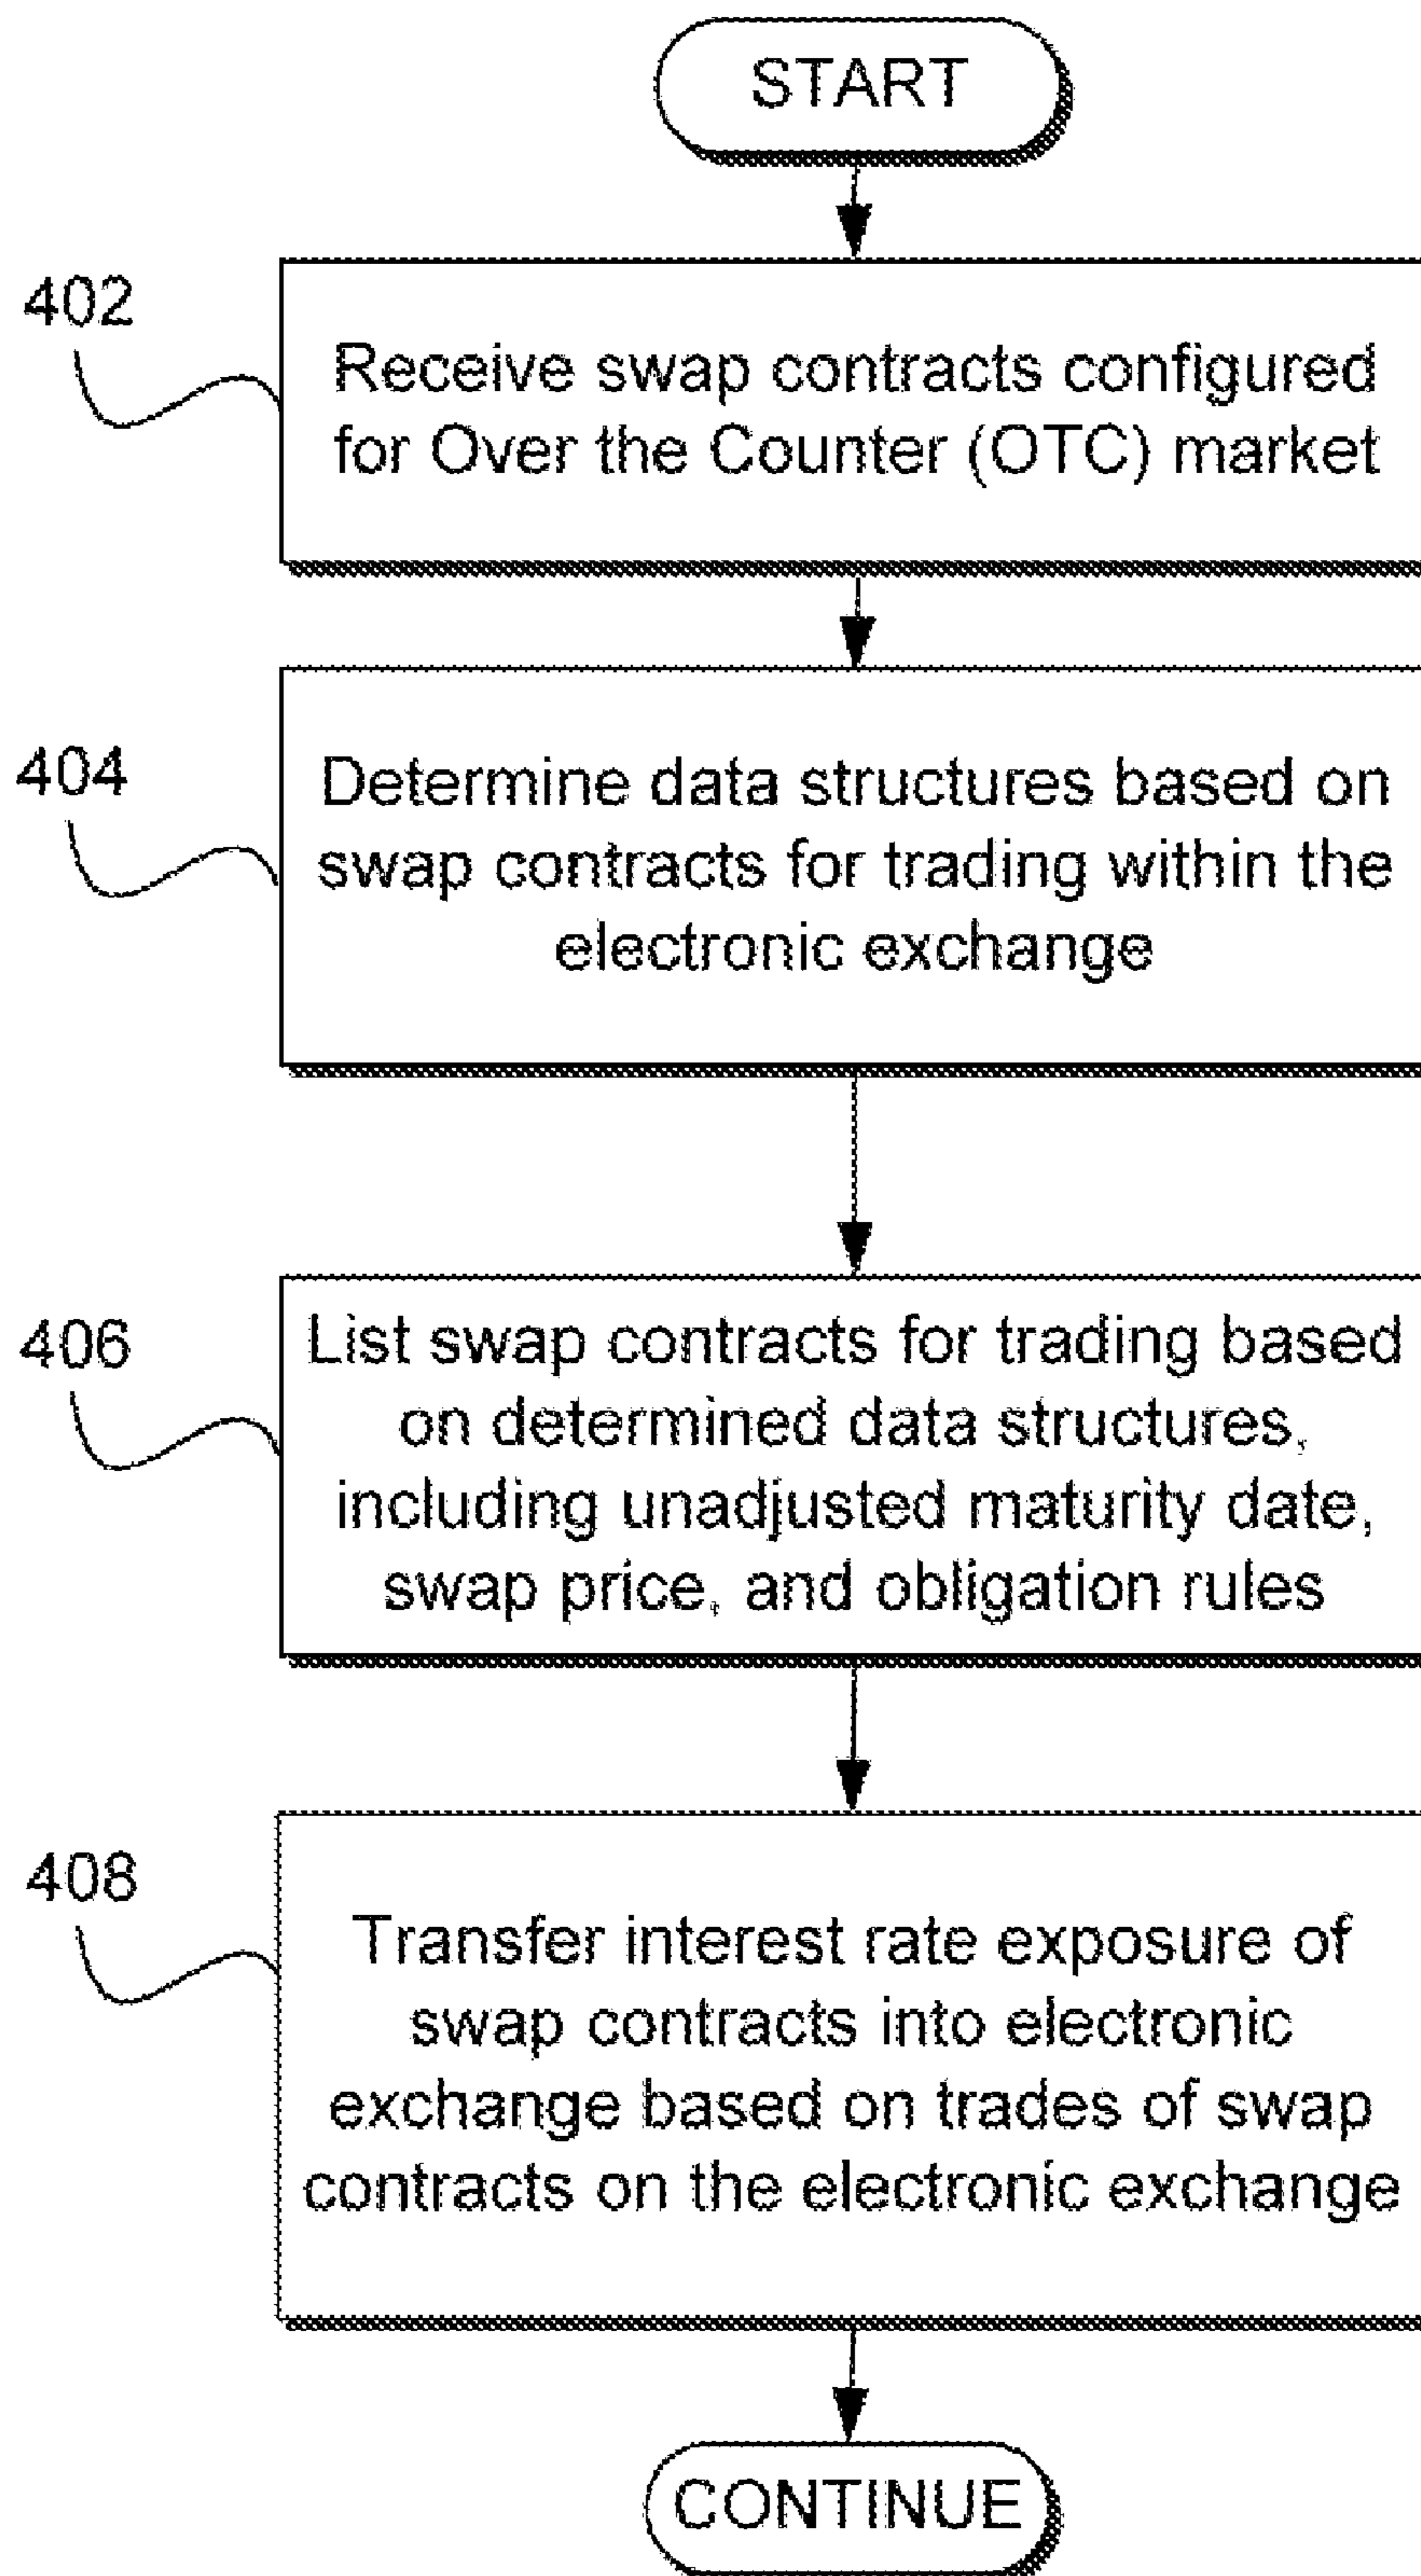 START
402
Receive swap contracts configured
for Over the Counter (OTC) market
404
Determine data structures based on
swap contracts for trading within the
electronic exchange
406
List swap contracts for trading based
on determined data structures,
including unadjusted maturity date,
swap price, and obligation rules
408
Transfer interest rate exposure of
swap contracts into electronic
exchange based on trades of swap
contracts on the electronic exchange
CONTINUE